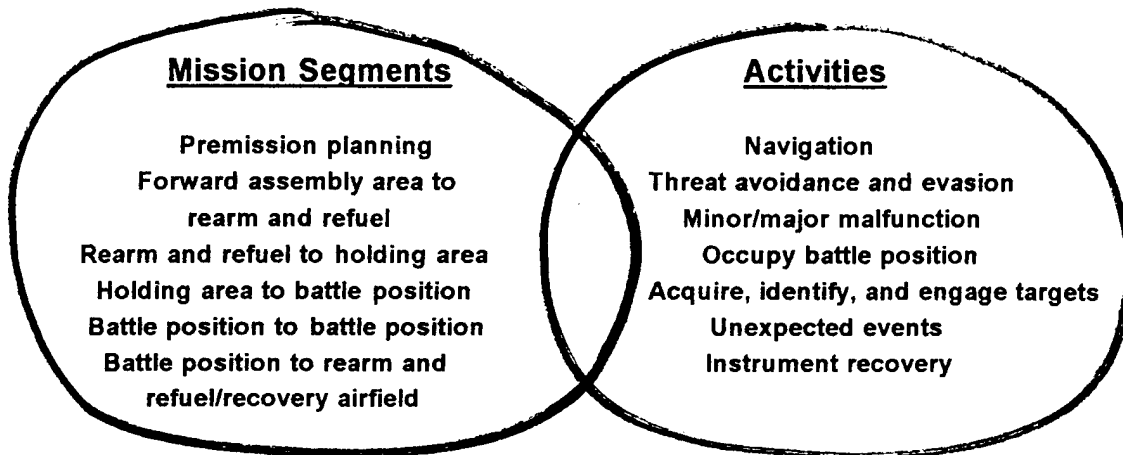 Mission Segments
Premission planning
Forward assembly area to
rearm and refuel
Rearm and refuel to holding area
Holding area to battle position
Battle position to battle position
Battle position to rearm and
refuel/recovery airfield
Activities
Navigation
Threat avoidance and evasion
Minor/major malfunction
Occupy battle position
Acquire, identify, and engage targets
Unexpected events
Instrument recovery